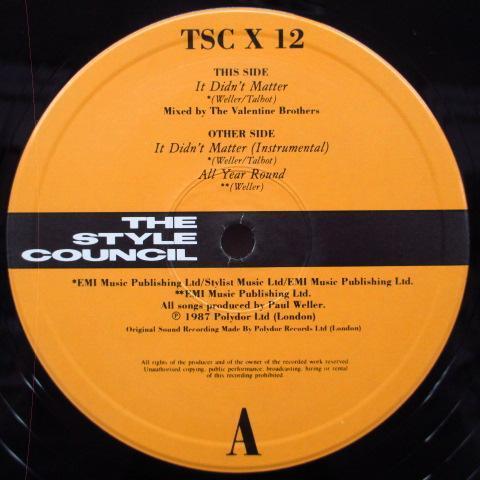 TSC X 12
THIS SIDE
It Didn't Matter
*(Weller/Talbot)
Mixed by The Valentine Brothers
OTHER SIDE
It Didn't Matter (Instrumental)
*(Weller/Talbot)
All Year Round
**(Weller)
THE
STYLE
COUNCIL
*EMI Music Publishing Ltd/Stylist Music Ltd/EMI Music Publishing Ltd.
**EMI Music Publishing Ltd.
All songs produced by Paul Weller.
℗ 1987 Polydor Ltd (London)
Original Sound Recording Made By Polydor Records Ltd (London)
All rights of the producer and of the owner of the recorded work reserved.
Unauthorised copying, public performance, broadcasting, hiring or rental
of this recording prohibited.
A